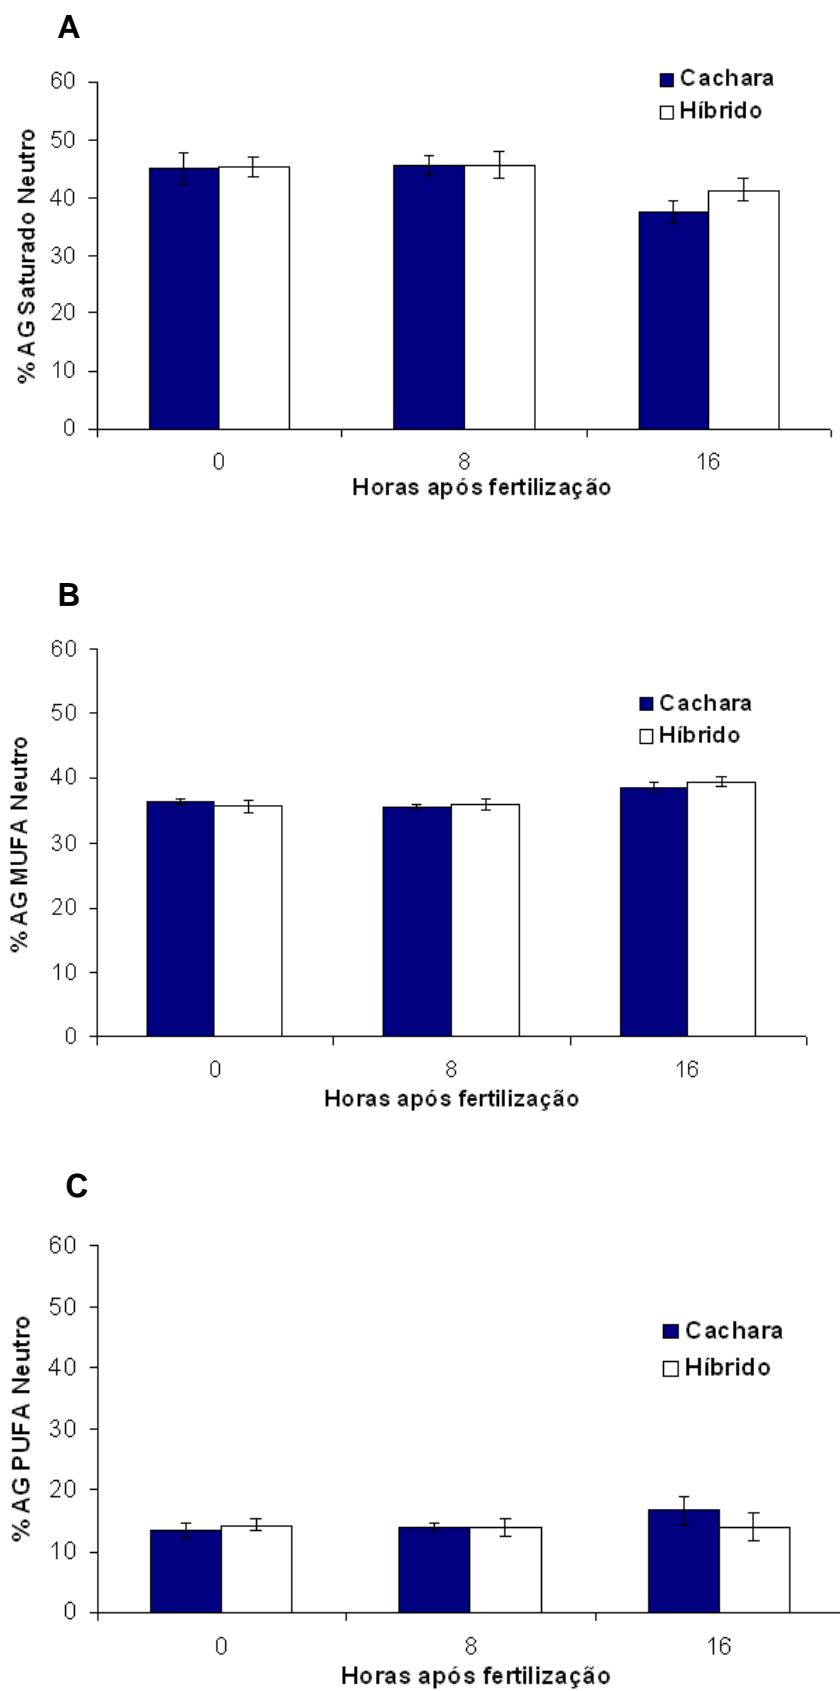 A
% AG Saturado Neutro
60
50
40
30
20
10
0
Cachara
Híbrido
0 8 16
Horas após fertilização
B
% AG MUFA Neutro
60
50
40
30
20
10
0
Cachara
Híbrido
0 8 16
Horas após fertilização
C
% AG PUFA Neutro
60
50
40
30
20
10
0
Cachara
Híbrido
0 8 16
Horas após fertilização